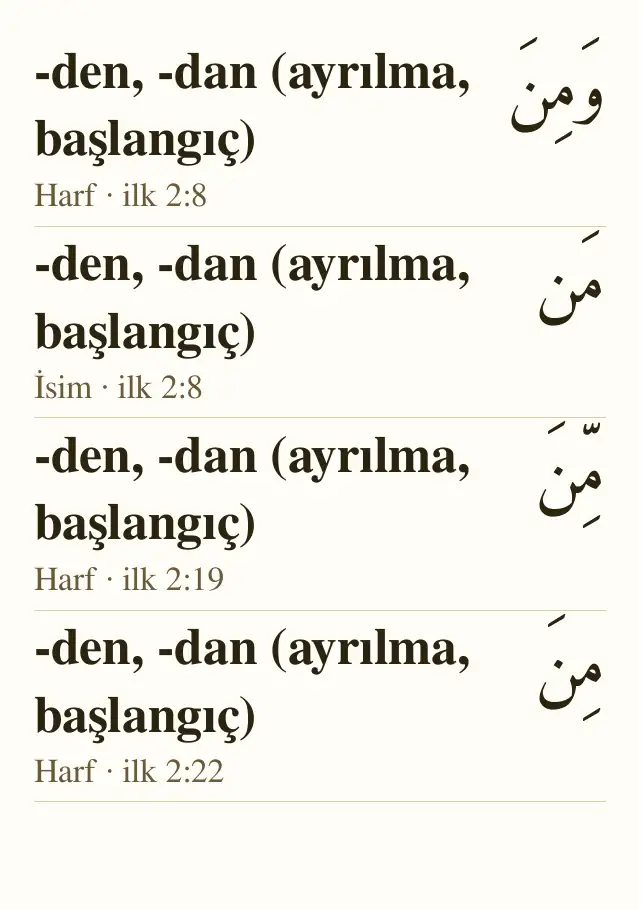 -den, -dan (ayrılma, وَمِنَ
başlangıç)
Harf · ilk 2:8
-den, -dan (ayrılma, مَن
başlangıç)
İsim · ilk 2:8
-den, -dan (ayrılma, مِّنَ
başlangıç)
Harf · ilk 2:19
-den, -dan (ayrılma, مِنَ
başlangıç)
Harf · ilk 2:22